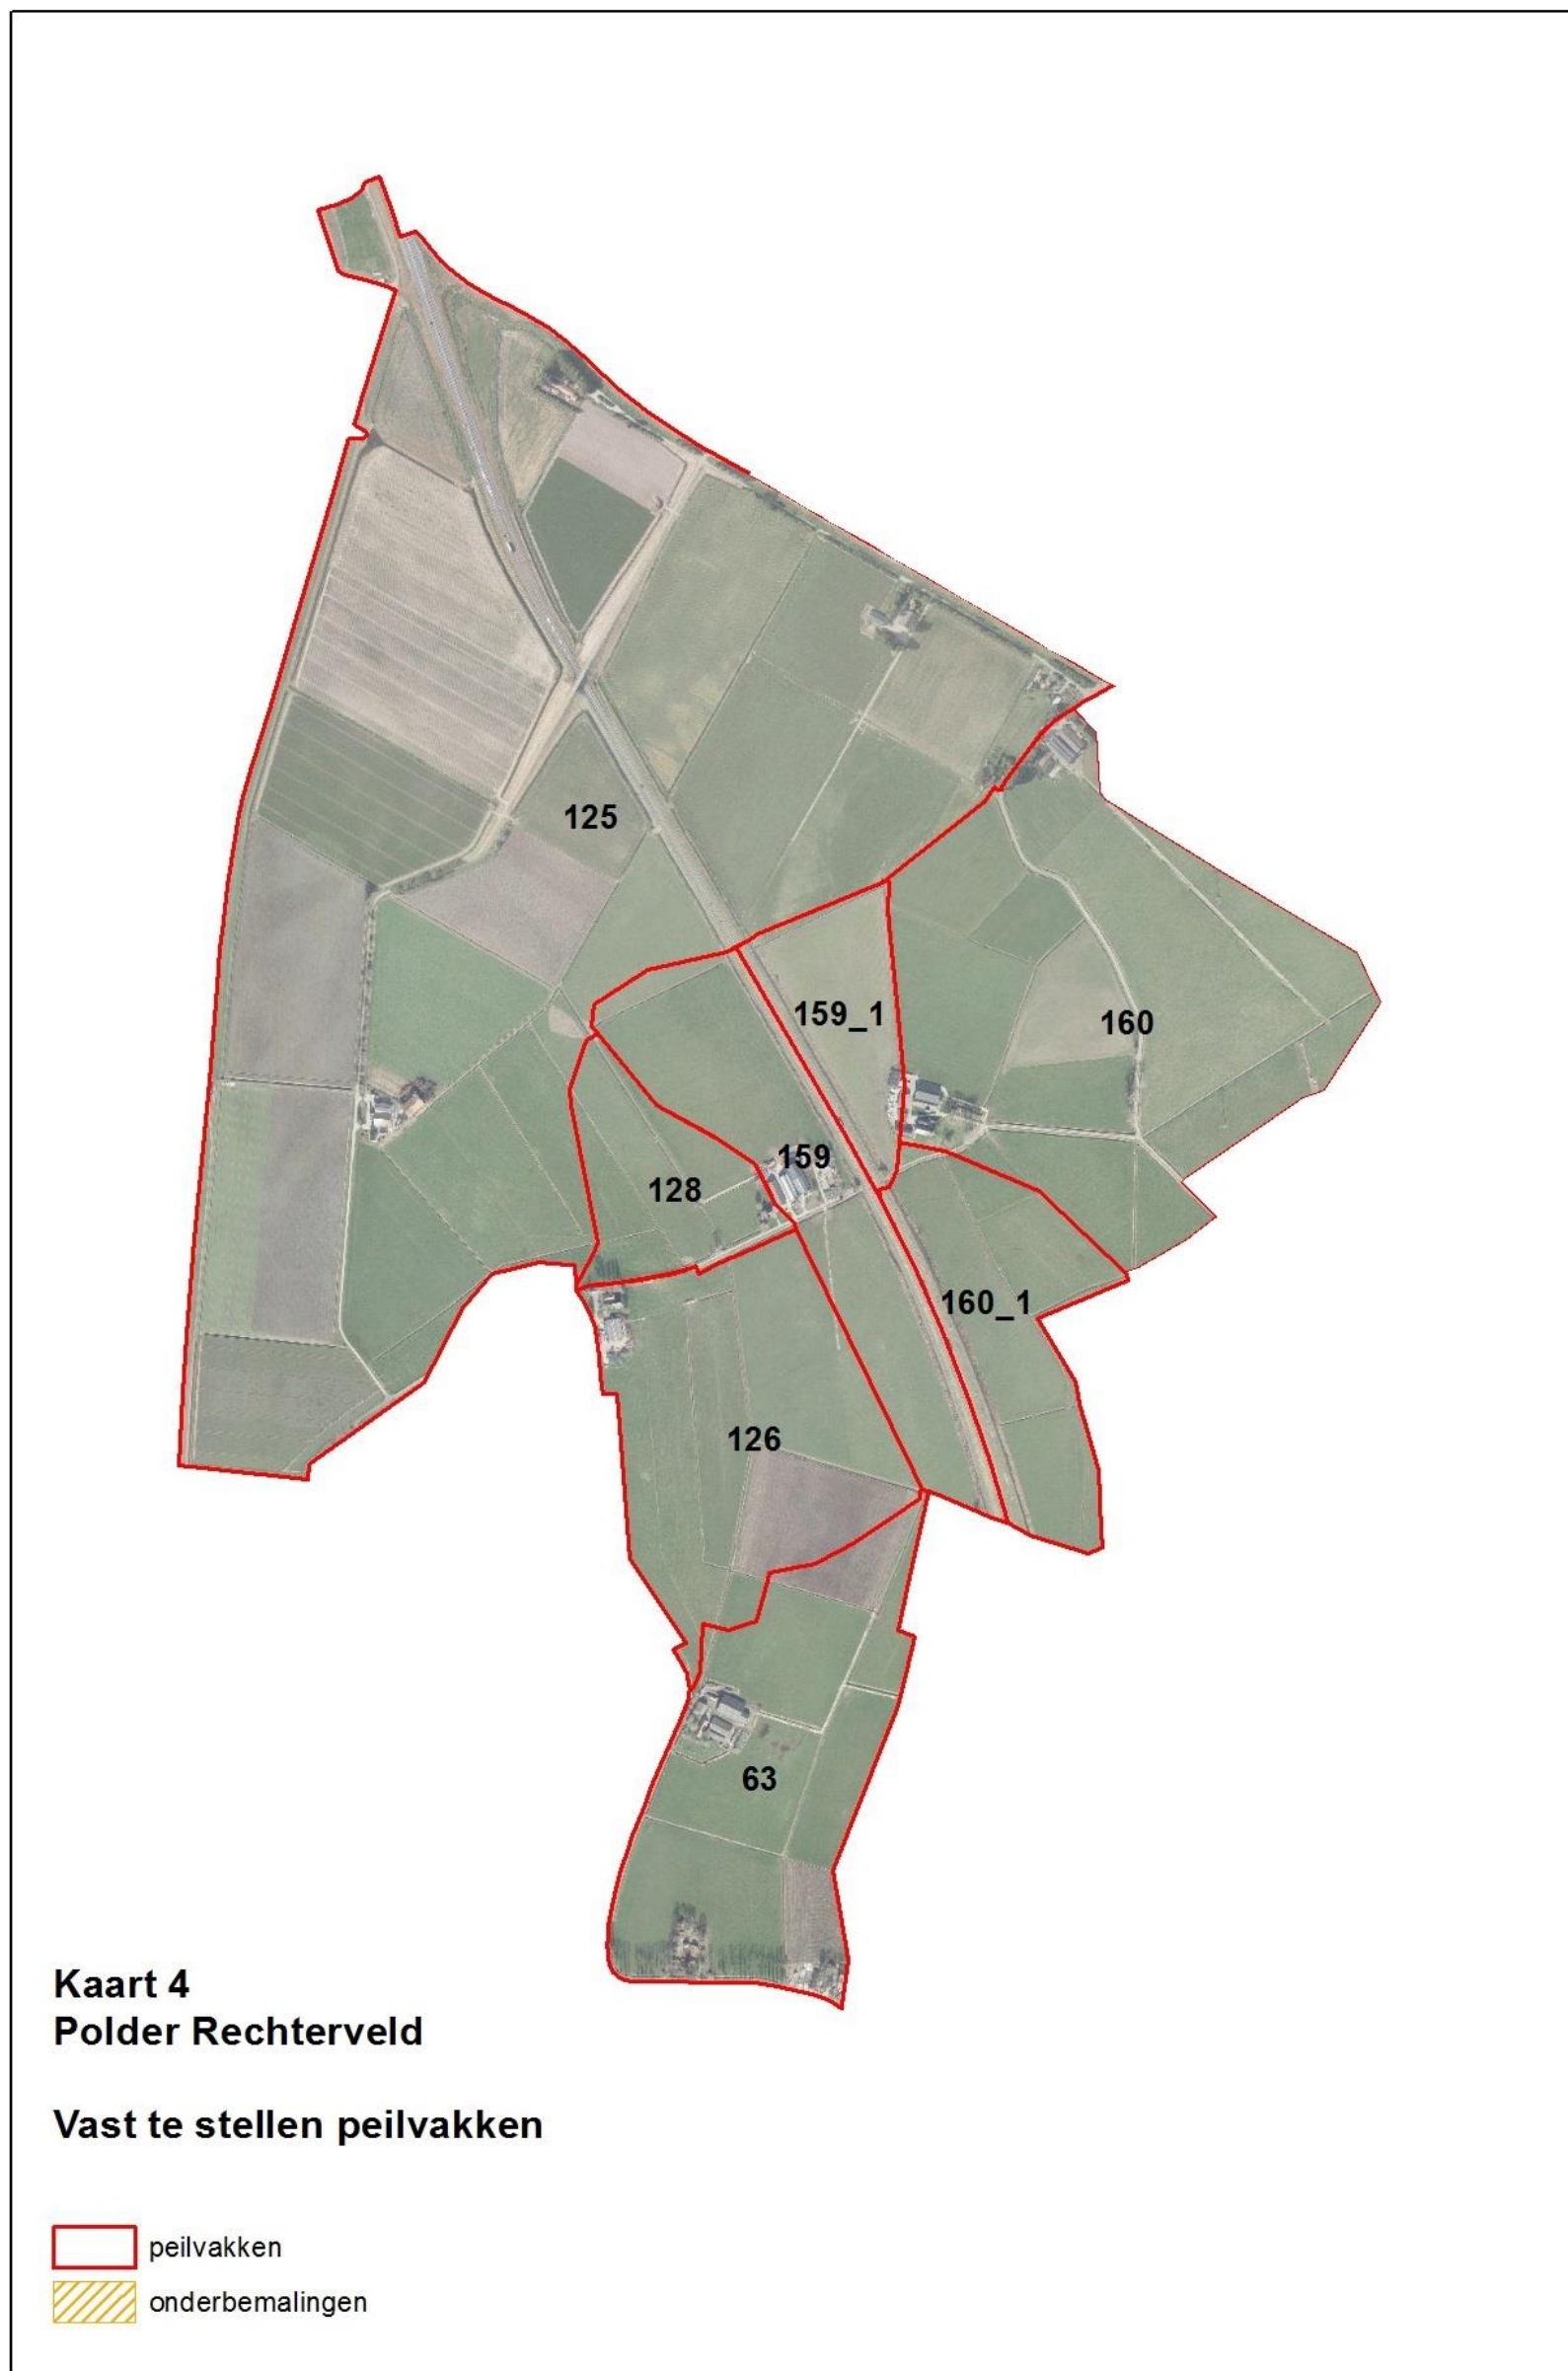 125
159_1
160
159
128
160_1
126
63
Kaart 4
Polder Rechterveld
Vast te stellen peilvakken
peilvakken
onderbemalingen